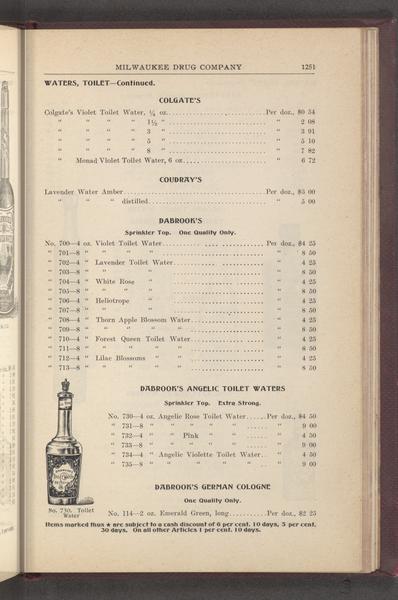 MILWAUKEE DRUG COMPANY 1251
WATERS, TOILET—Continued.
COLGATE'S
Colgate's Violet Toilet Water, ¼ oz. Per doz., $0 54
" " " " 1½ " " 2 08
" " " " 3 " " 3 91
" " " " 5 " " 5 10
" " " " 8 " " 7 82
" Monad Violet Toilet Water, 6 oz. " 6 72
COUDRAY'S
Lavender Water Amber Per doz., $5 00
" " " distilled " 5 00
DABROOK'S
Sprinkler Top. One Quality Only.
No. 700—4 oz. Violet Toilet Water Per doz., $4 25
" 701—8 " " " " " 8 50
" 702—4 " Lavender Toilet Water " 4 25
" 703—8 " " " " 8 50
" 704—4 " White Rose " " 4 25
" 705—8 " " " " " 8 50
" 706—4 " Heliotrope " " 4 25
" 707—8 " " " " 8 50
" 708—4 " Thorn Apple Blossom Water " 4 25
" 709—8 " " " " " " 8 50
" 710—4 " Forest Queen Toilet Water " 4 25
" 711—8 " " " " " " 8 50
" 712—4 " Lilac Blossoms " " " 4 25
" 713—8 " " " " " " 8 50
DABROOK'S ANGELIC TOILET WATERS
Sprinkler Top. Extra Strong.
No. 730—4 oz. Angelic Rose Toilet Water Per doz., $4 50
" 731—8 " " " " " " 9 00
" 732—4 " " Pink " " " 4 50
" 733—8 " " " " " " 9 00
" 734—4 " Angelic Violette Toilet Water " 4 50
" 735—8 " " " " " " 9 00
No. 730. Toilet
Water
DABROOK'S GERMAN COLOGNE
One Quality Only.
No. 114—2 oz. Emerald Green, long Per doz., $2 25
Items marked thus ★ are subject to a cash discount of 6 per cent. 10 days, 5 per cent.
30 days. On all other Articles 1 per cent. 10 days.